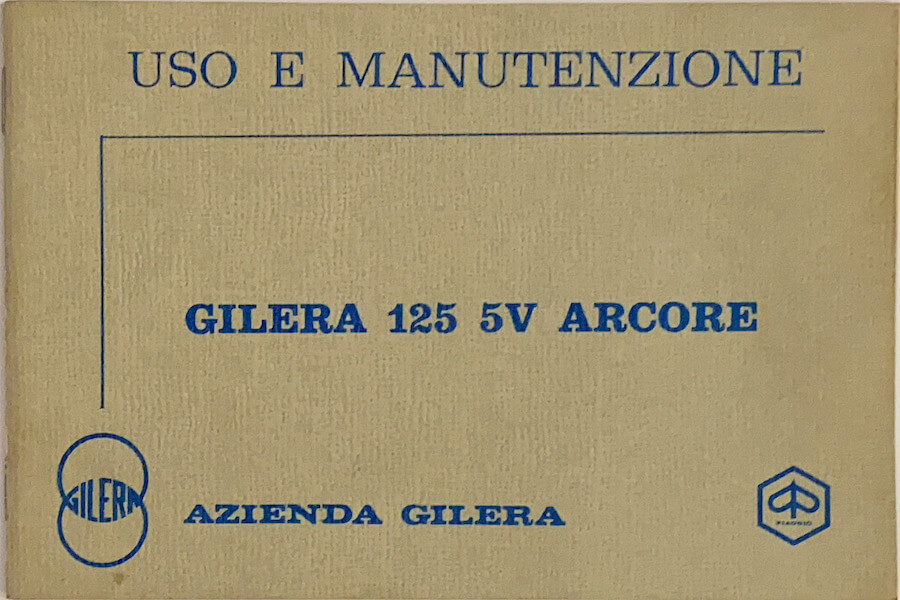 USO E MANUTENZIONE
GILERA 125 5V ARCORE
GILERA
AZIENDA GILERA
PIAGGIO